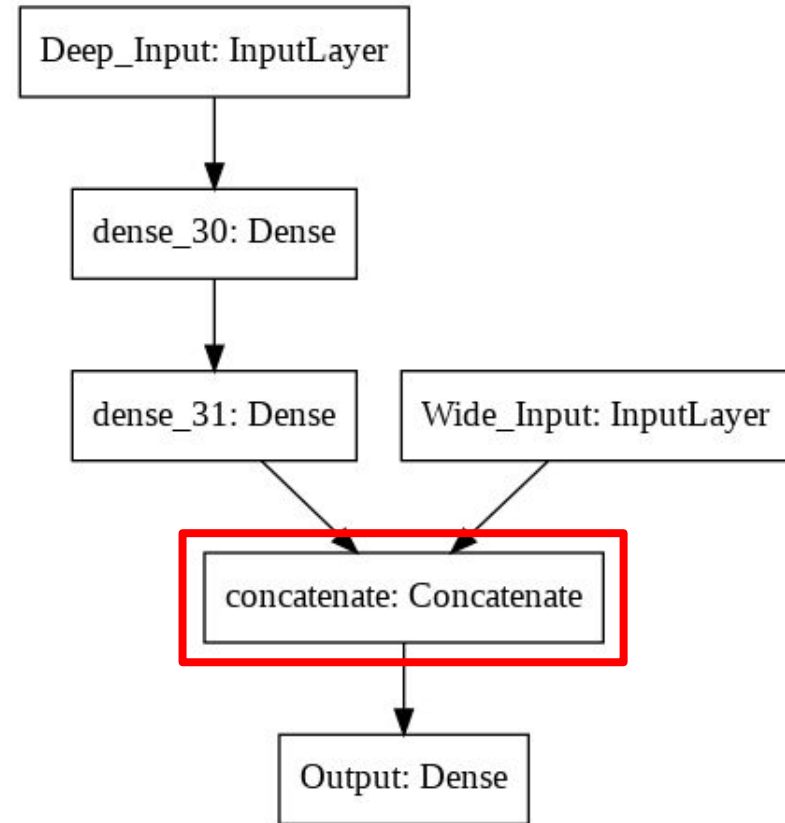 Deep_Input: InputLayer
dense_30: Dense
dense_31: Dense
Wide_Input: InputLayer
concatenate: Concatenate
Output: Dense